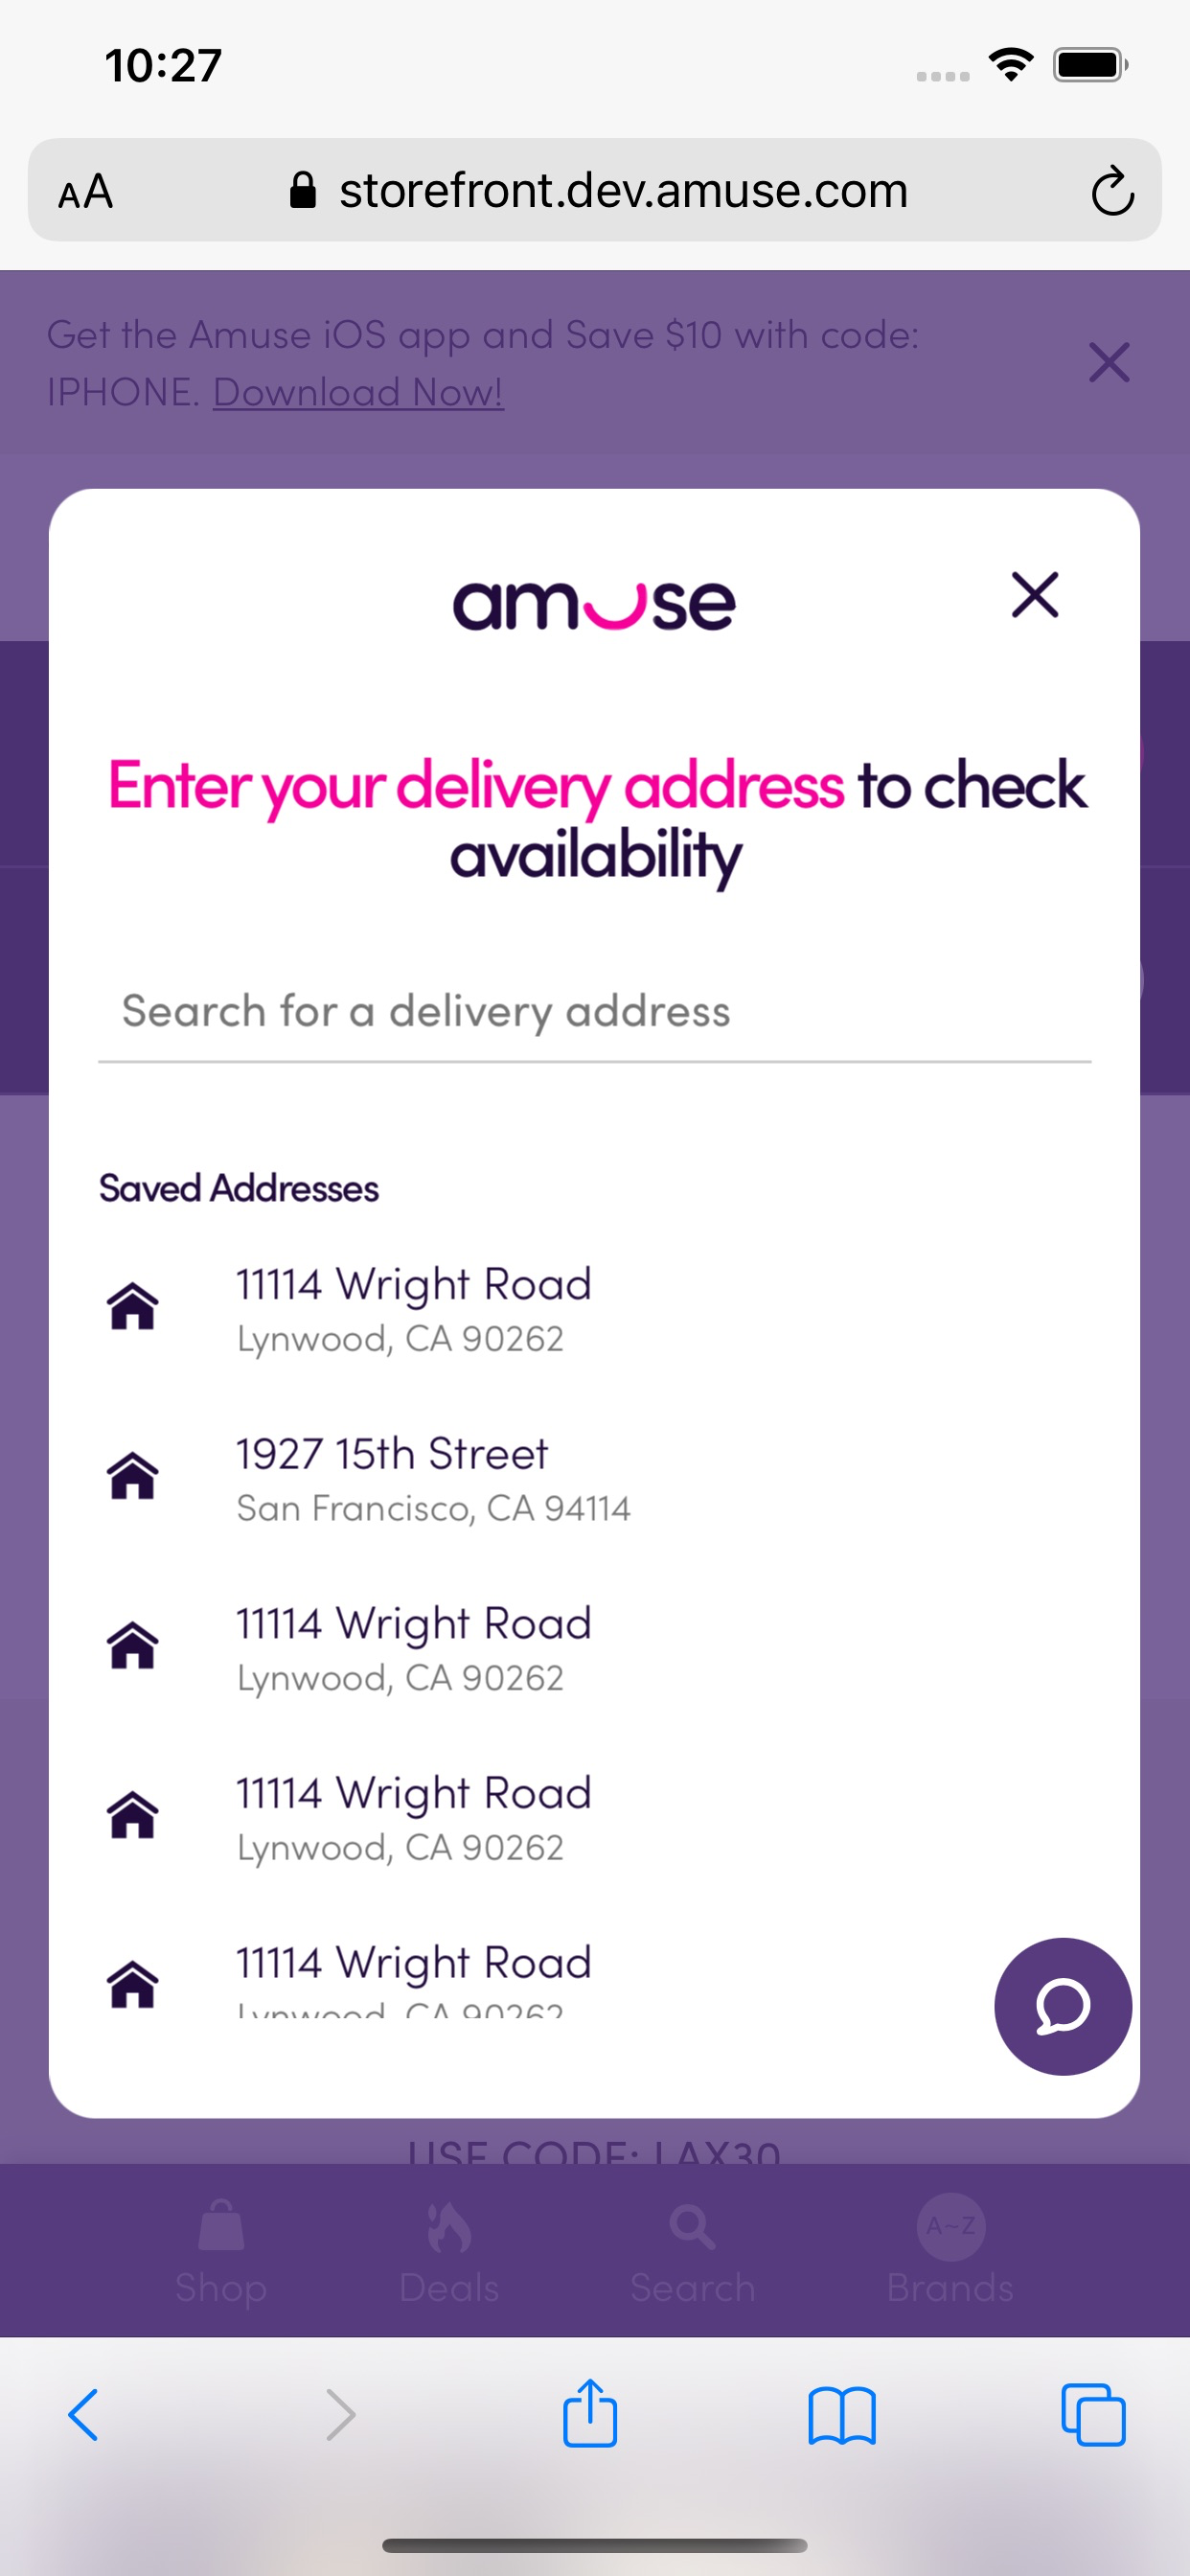 10:27
AA
storefront.dev.amuse.com
Get the Amuse iOS app and Save $10 with code:
IPHONE. Download Now!
amuse
Enter your delivery address to check
availability
Search for a delivery address
Saved Addresses
11114 Wright Road
Lynwood, CA 90262
1927 15th Street
San Francisco, CA 94114
11114 Wright Road
Lynwood, CA 90262
11114 Wright Road
Lynwood, CA 90262
11114 Wright Road
Lynwood, CA 90262
USE CODE: LAX30
A~Z
Shop Deals Search Brands